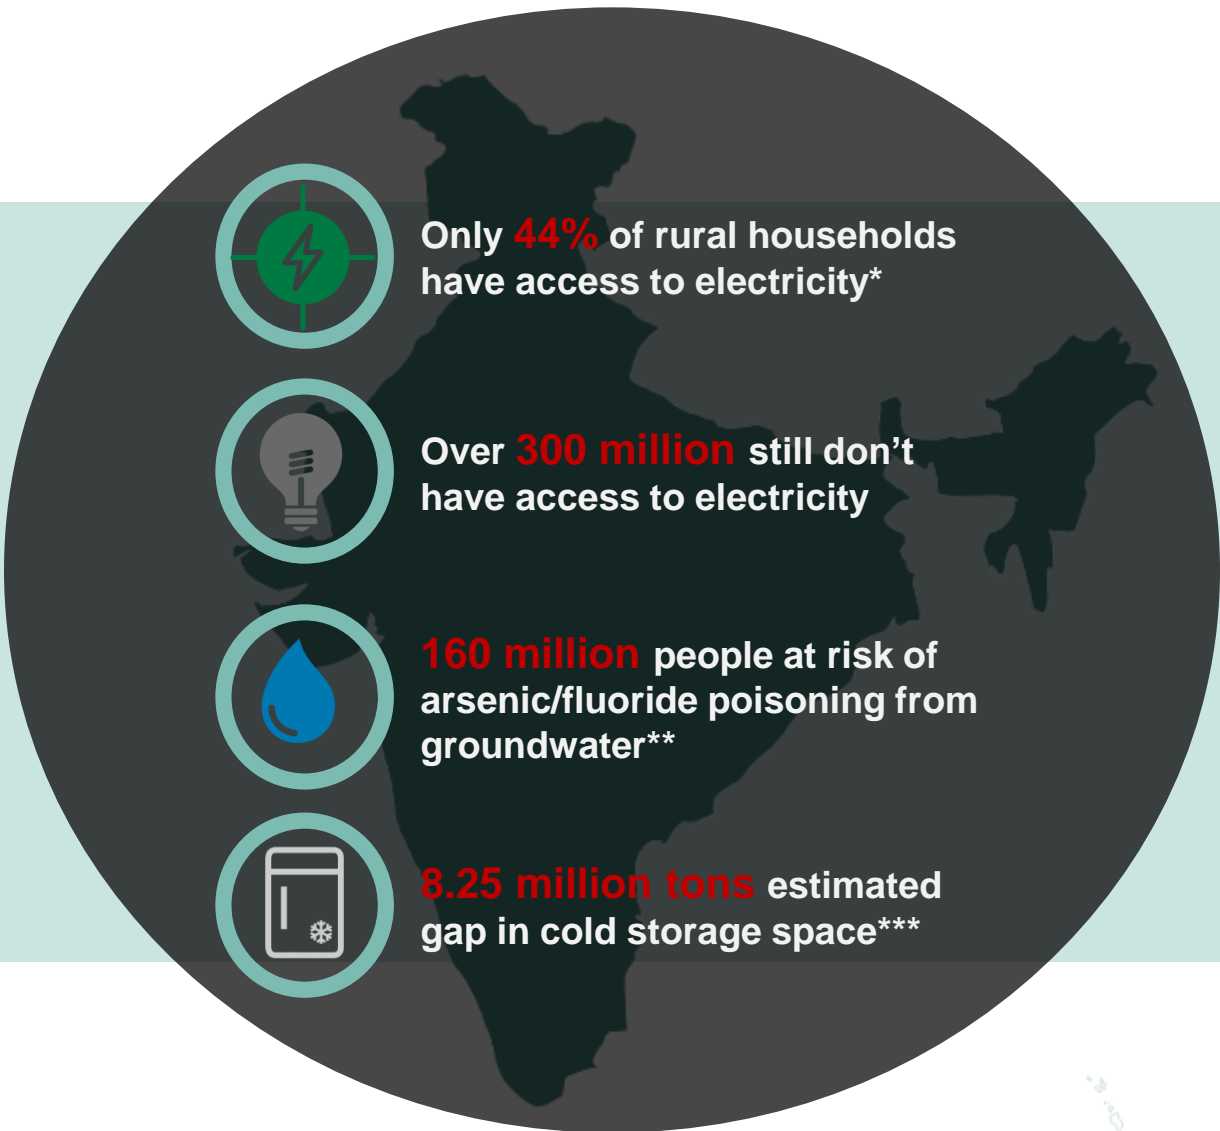 Only 44% of rural households
have access to electricity*
Over 300 million still don’t
have access to electricity
160 million people at risk of
arsenic/fluoride poisoning from
groundwater**
8.25 million tons estimated
gap in cold storage space***